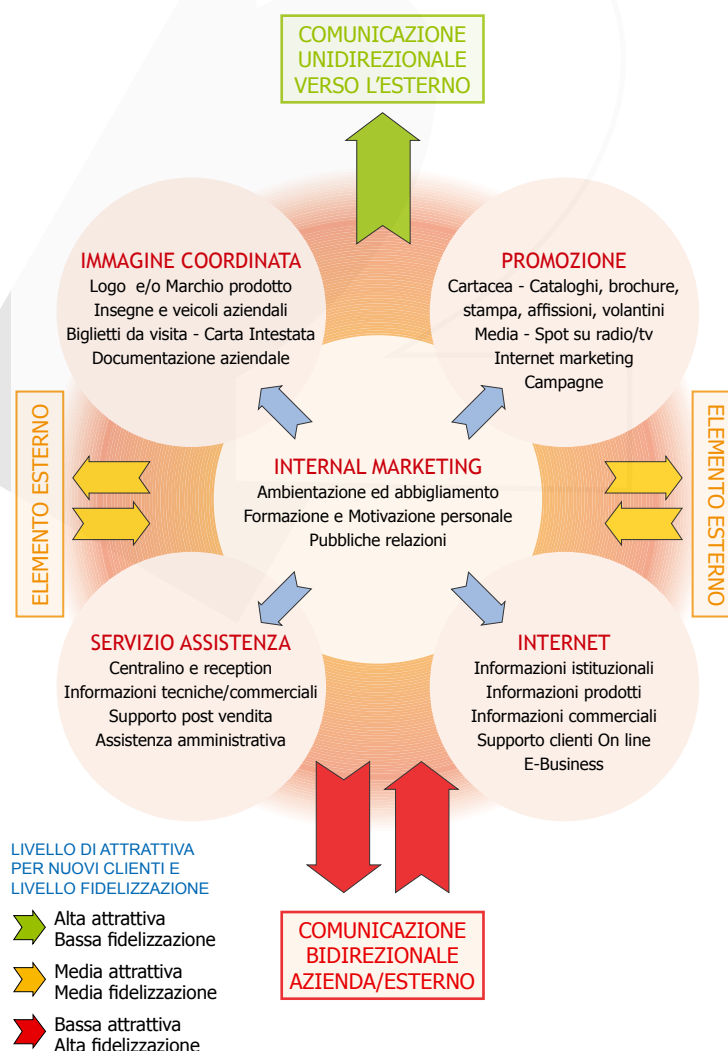 COMUNICAZIONE
UNIDIREZIONALE
VERSO L'ESTERNO
IMMAGINE COORDINATA
Logo e/o Marchio prodotto
Insegne e veicoli aziendali
Biglietti da visita - Carta Intestata
Documentazione aziendale
PROMOZIONE
Cartacea - Cataloghi, brochure,
stampa, affissioni, volantini
Media - Spot su radio/tv
Internet marketing
Campagne
ELEMENTO ESTERNO
INTERNAL MARKETING
Ambientazione ed abbigliamento
Formazione e Motivazione personale
Pubbliche relazioni
ELEMENTO ESTERNO
SERVIZIO ASSISTENZA
Centralino e reception
Informazioni tecniche/commerciali
Supporto post vendita
Assistenza amministrativa
INTERNET
Informazioni istituzionali
Informazioni prodotti
Informazioni commerciali
Supporto clienti On line
E-Business
LIVELLO DI ATTRATTIVA
PER NUOVI CLIENTI E
LIVELLO FIDELIZZAZIONE
Alta attrattiva
Bassa fidelizzazione
Media attrattiva
Media fidelizzazione
Bassa attrattiva
Alta fidelizzazione
COMUNICAZIONE
BIDIREZIONALE
AZIENDA/ESTERNO